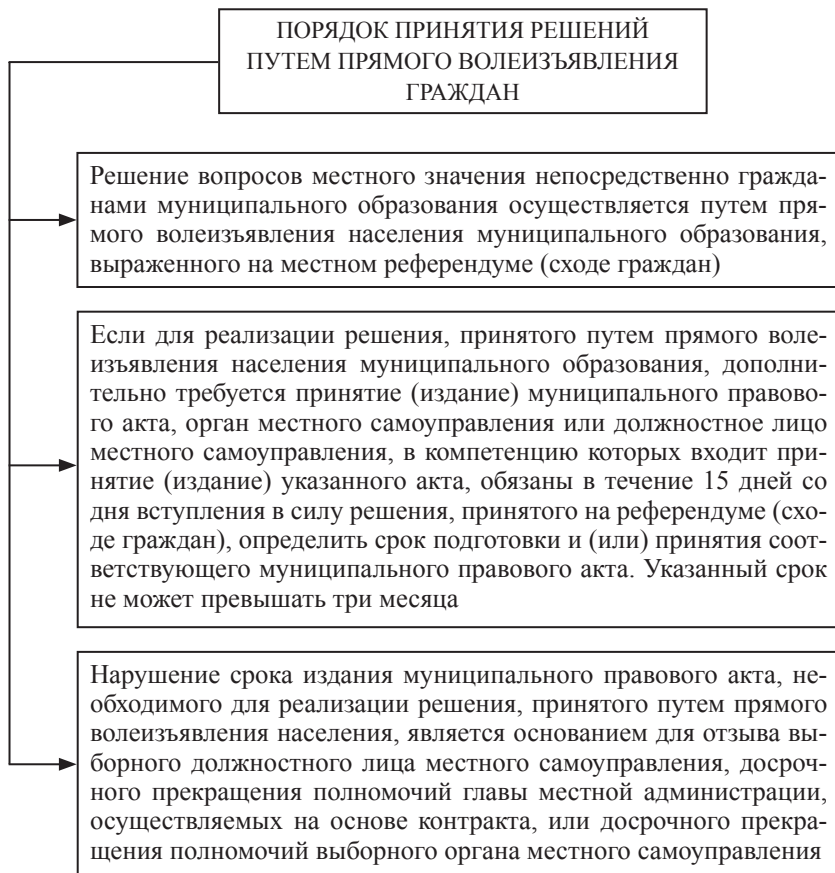 ПОРЯДОК ПРИНЯТИЯ РЕШЕНИЙ
ПУТЕМ ПРЯМОГО ВОЛЕИЗЪЯВЛЕНИЯ
ГРАЖДАН
Решение вопросов местного значения непосредственно гражда-
нами муниципального образования осуществляется путем пря-
мого волеизъявления населения муниципального образования,
выраженного на местном референдуме (сходе граждан)
Если для реализации решения, принятого путем прямого воле-
изъявления населения муниципального образования, дополни-
тельно требуется принятие (издание) муниципального правово-
го акта, орган местного самоуправления или должностное лицо
местного самоуправления, в компетенцию которых входит при-
нятие (издание) указанного акта, обязаны в течение 15 дней со
дня вступления в силу решения, принятого на референдуме (схо-
де граждан), определить срок подготовки и (или) принятия соот-
ветствующего муниципального правового акта. Указанный срок
не может превышать три месяца
Нарушение срока издания муниципального правового акта, не-
обходимого для реализации решения, принятого путем прямого
волеизъявления населения, является основанием для отзыва вы-
борного должностного лица местного самоуправления, досроч-
ного прекращения полномочий главы местной администрации,
осуществляемых на основе контракта, или досрочного прекра-
щения полномочий выборного органа местного самоуправления